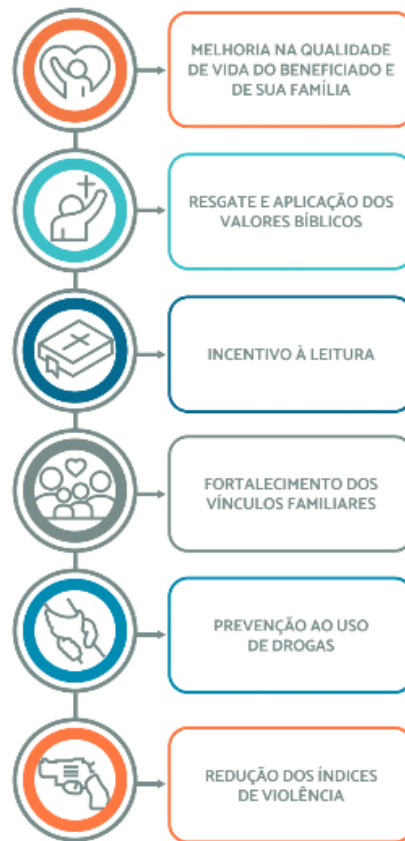 MELHORIA NA QUALIDADE
DE VIDA DO BENEFICIADO E
DE SUA FAMÍLIA
RESGATE E APLICAÇÃO DOS
VALORES BÍBLICOS
INCENTIVO À LEITURA
FORTALECIMENTO DOS
VÍNCULOS FAMILIARES
PREVENÇÃO AO USO
DE DROGAS
REDUÇÃO DOS ÍNDICES
DE VIOLÊNCIA